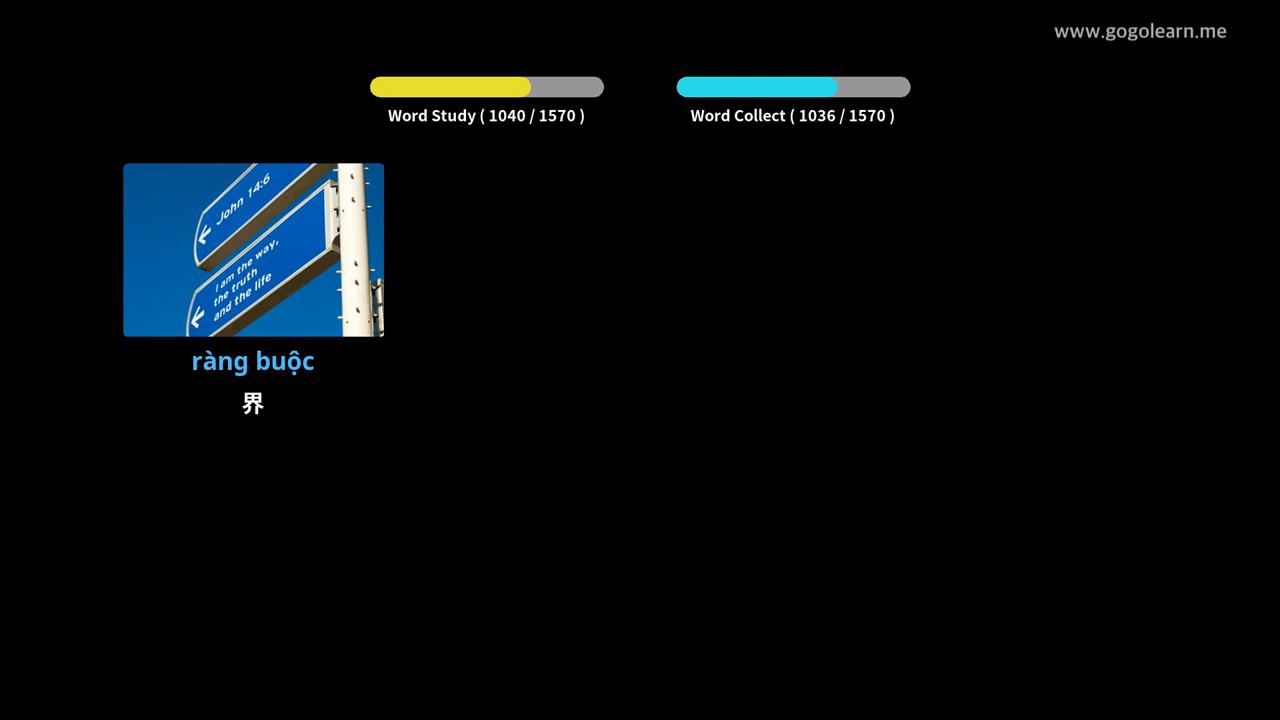 www.gogolearn.me
Word Study ( 1040 / 1570 )
Word Collect ( 1036 / 1570 )
John 14:6
I am the way,
the truth
and the life
ràng buộc
界